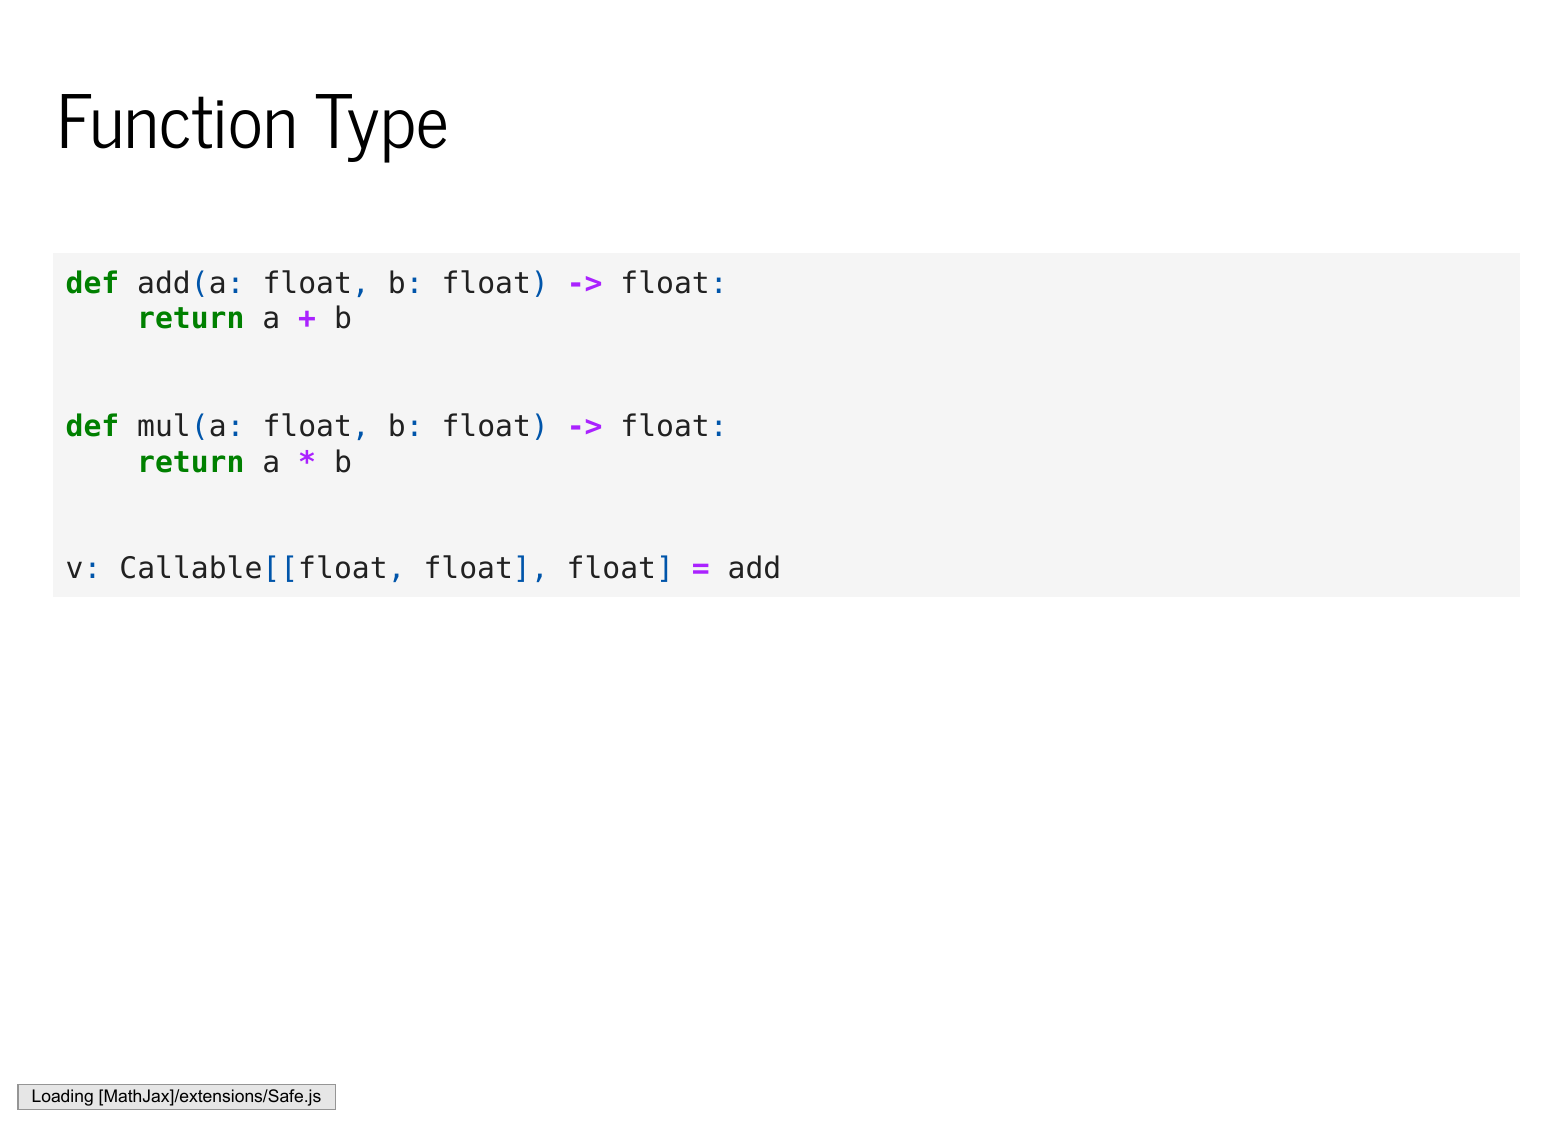 Function Type
def add(a: float, b: float) -> float:
    return a + b
def mul(a: float, b: float) -> float:
    return a * b
v: Callable[[float, float], float] = add
Loading [MathJax]/extensions/Safe.js